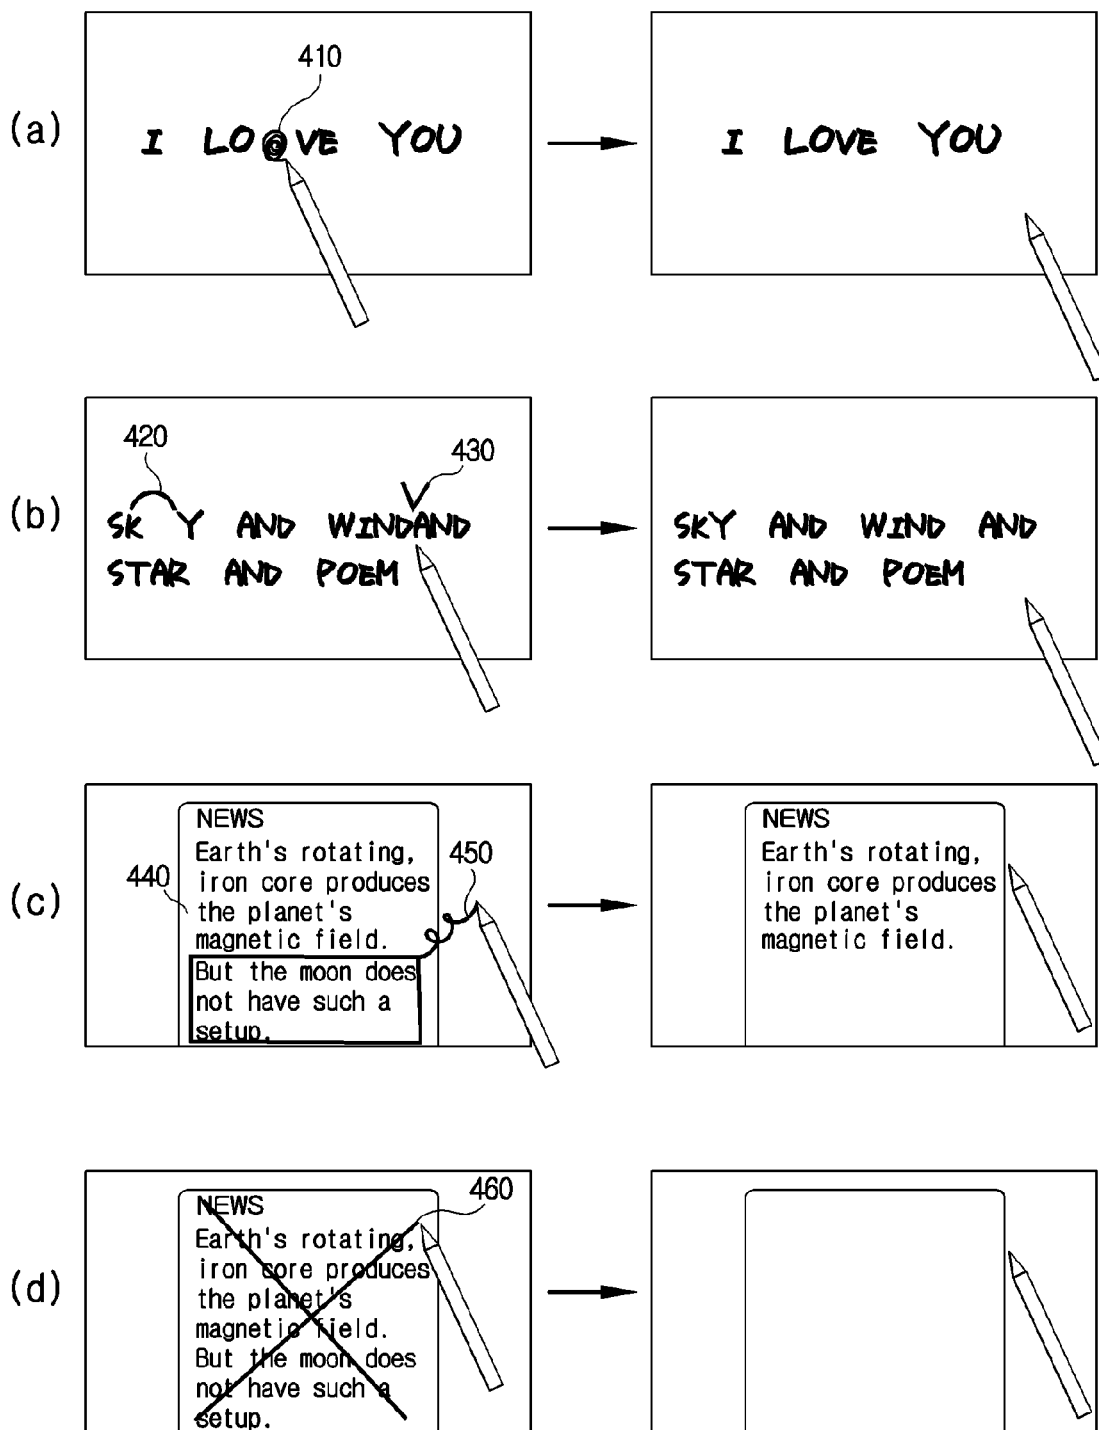 410
(a)
I LO VE YOU
I LOVE YOU
420
430
(b)
SK Y AND WINDAND
STAR AND POEM
SKY AND WIND AND
STAR AND POEM
(c)
440
450
NEWS
Earth's rotating,
iron core produces
the planet's
magnetic field.
But the moon does
not have such a
setup.
NEWS
Earth's rotating,
iron core produces
the planet's
magnetic field.
(d)
460
NEWS
Earth's rotating,
iron core produces
the planet's
magnetic field.
But the moon does
not have such a
setup.